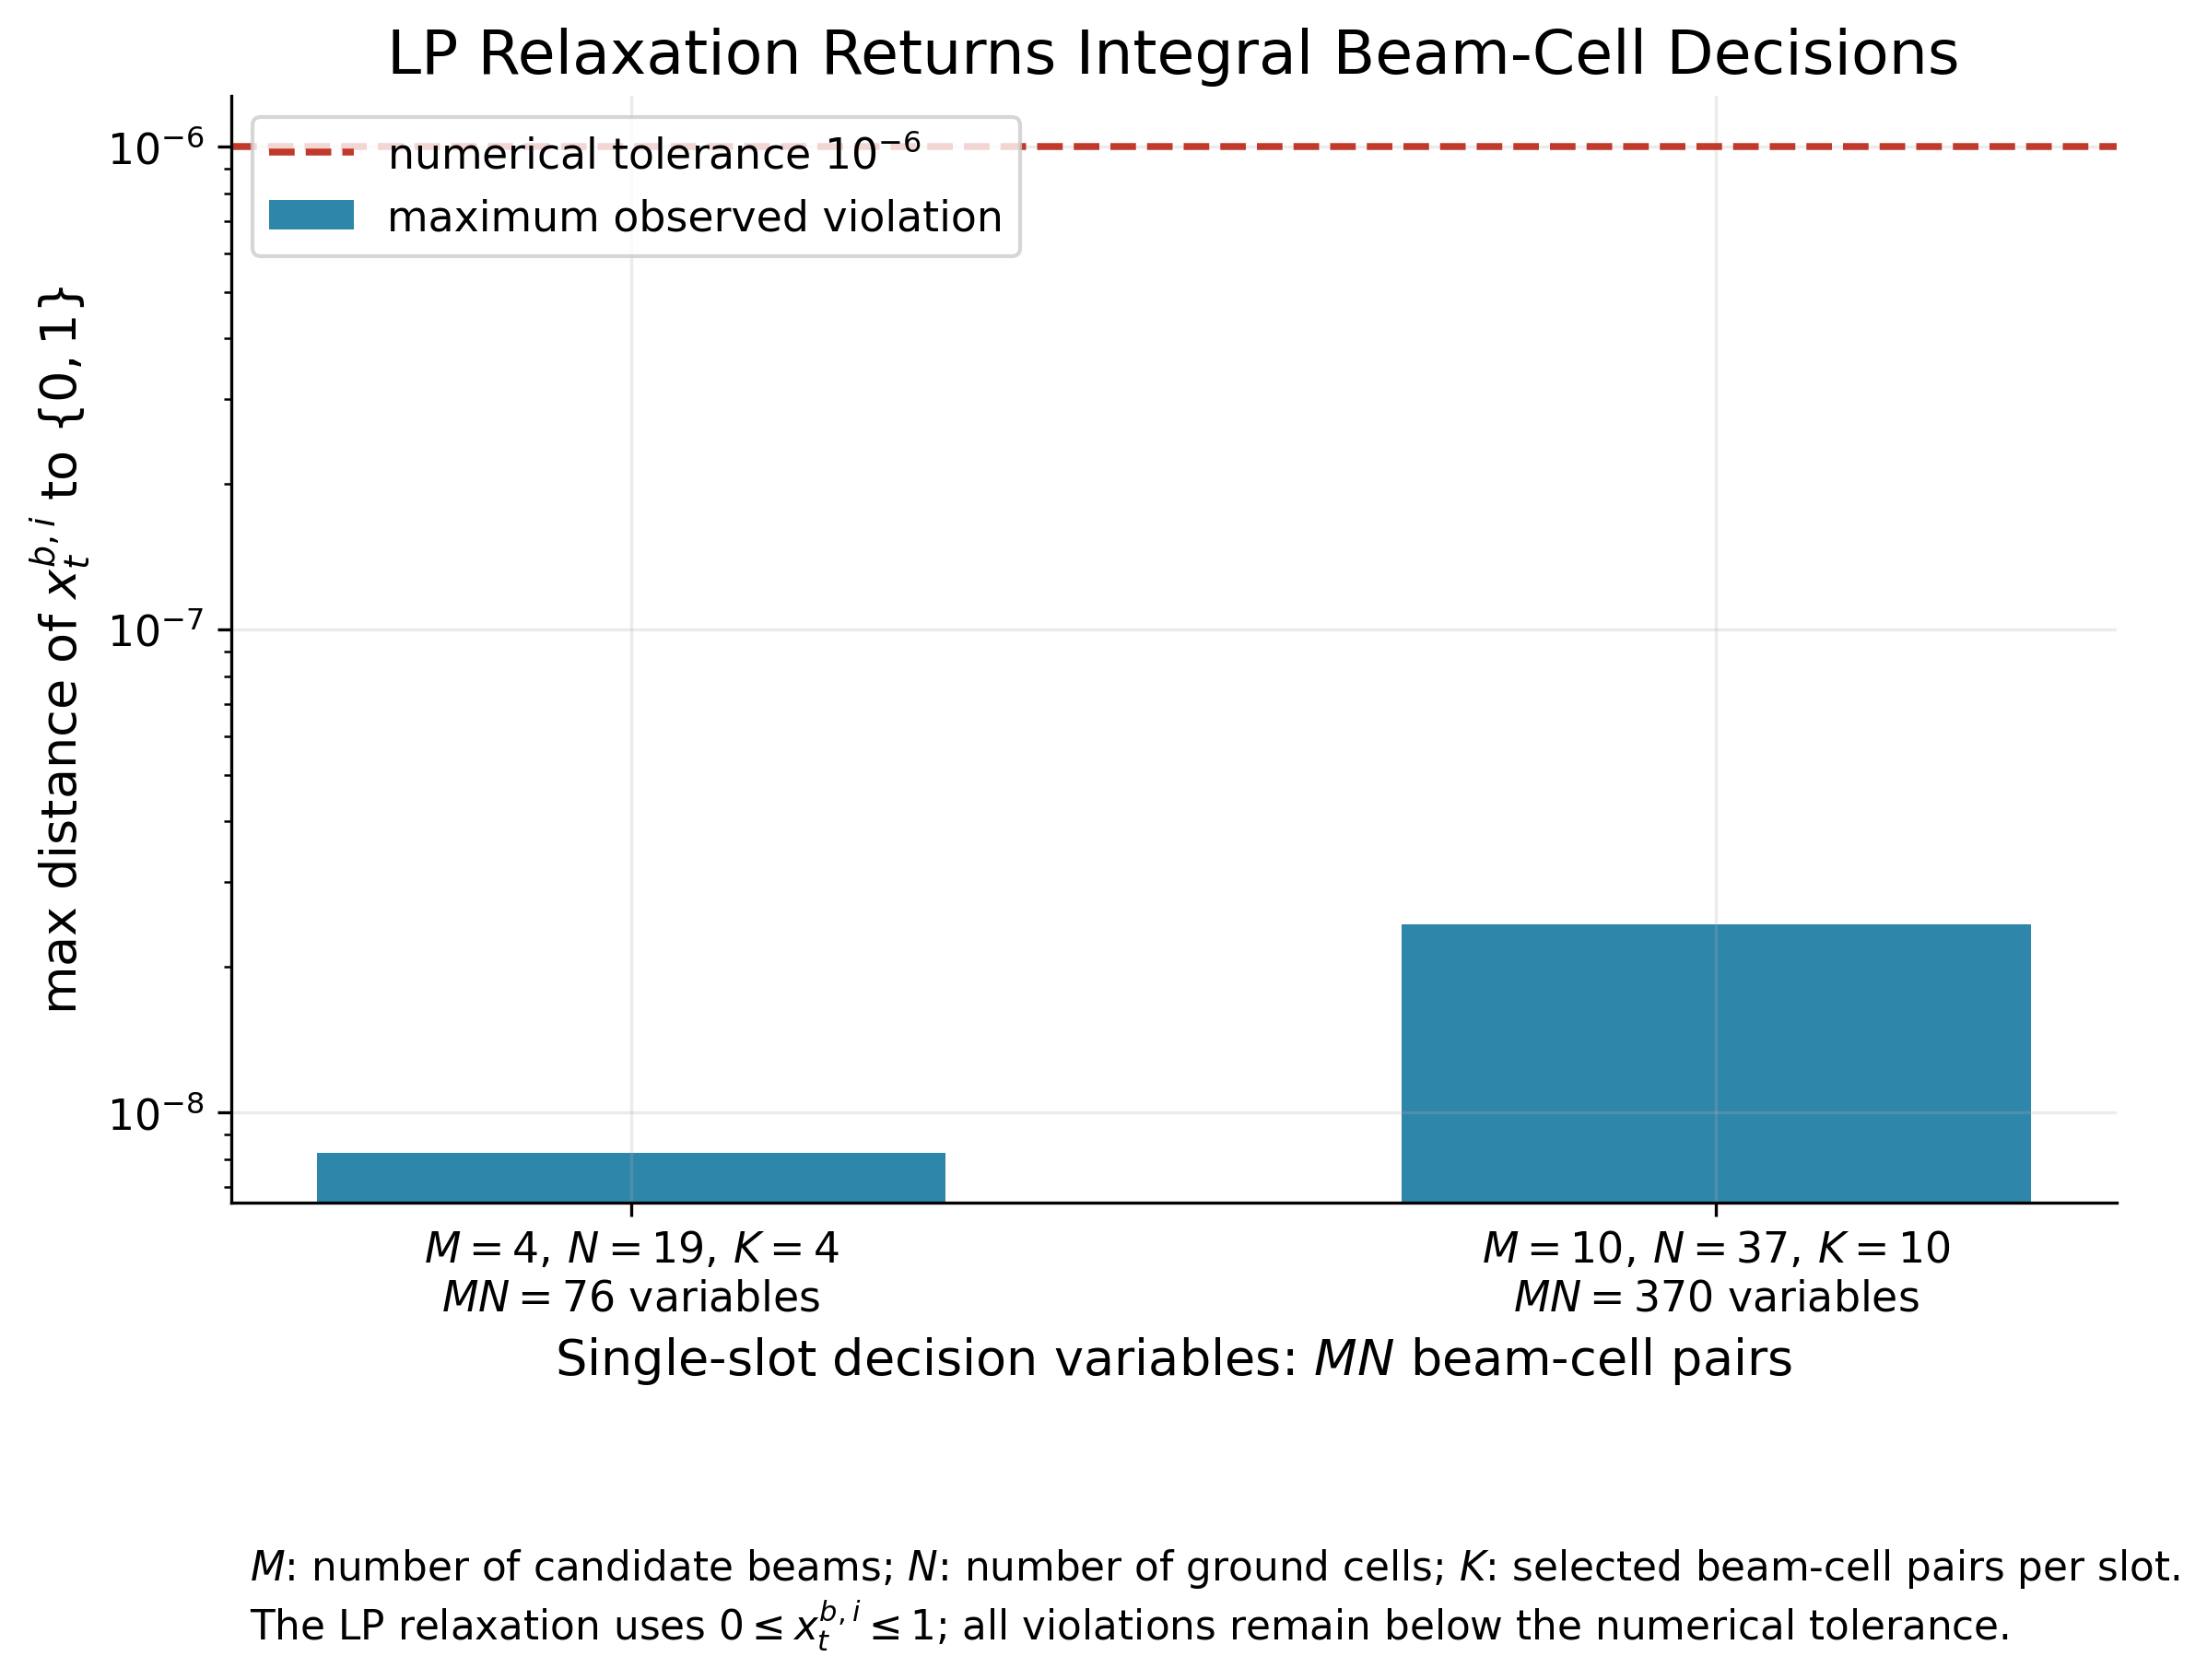 LP Relaxation Returns Integral Beam-Cell Decisions
numerical tolerance 10⁻⁶
maximum observed violation
max distance of x_t^{b,i} to {0,1}
10⁻⁶
10⁻⁷
10⁻⁸
M=4, N=19, K=4
MN=76 variables
M=10, N=37, K=10
MN=370 variables
Single-slot decision variables: MN beam-cell pairs
M: number of candidate beams; N: number of ground cells; K: selected beam-cell pairs per slot.
The LP relaxation uses 0 ≤ x_t^{b,i} ≤ 1; all violations remain below the numerical tolerance.